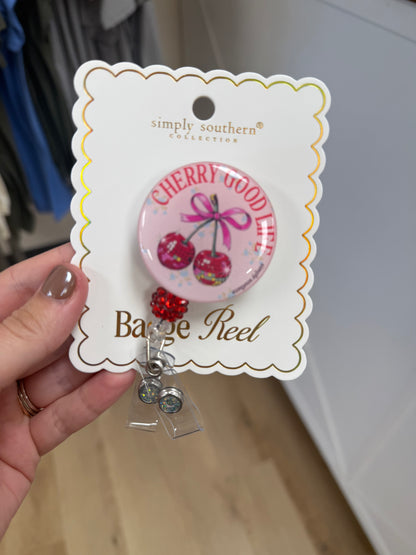 simply southern®
COLLECTION
CHERRY GOOD LIFE
Badge Reel